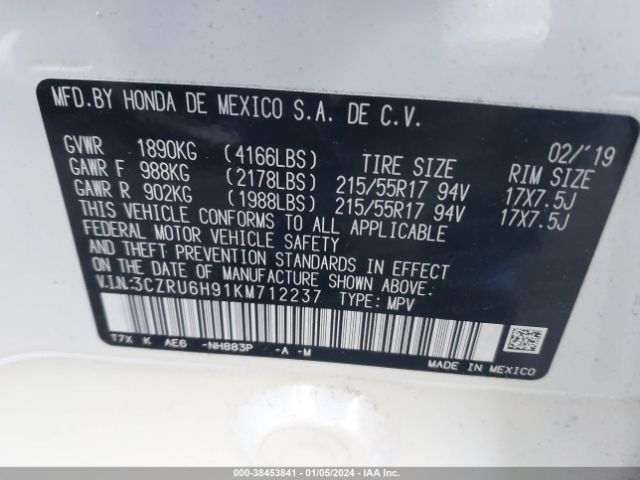 MFD.BY HONDA DE MEXICO S.A. DE C.V.
02/'19
GVWR 1890KG (4166LBS) TIRE SIZE RIM SIZE
GAWR F 988KG (2178LBS) 215/55R17 94V 17X7.5J
GAWR R 902KG (1988LBS) 215/55R17 94V 17X7.5J
THIS VEHICLE CONFORMS TO ALL APPLICABLE
FEDERAL MOTOR VEHICLE SAFETY
AND THEFT PREVENTION STANDARDS IN EFFECT
ON THE DATE OF MANUFACTURE SHOWN ABOVE.
V.I.N:3CZRU6H91KM712237 TYPE: MPV
T7X K AE6 -NH883P -A -M
MADE IN MEXICO
000-38453841 - 01/05/2024 - IAAI.com